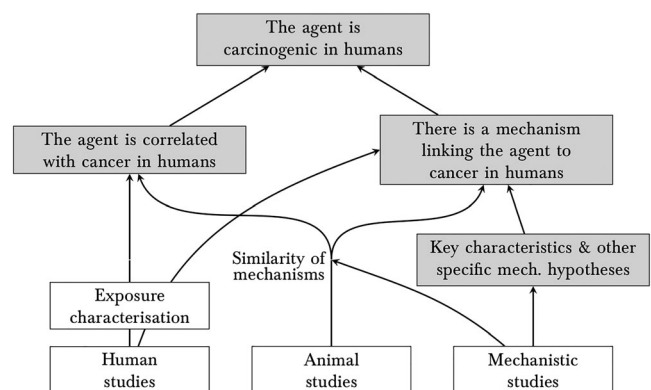 The agent is
carcinogenic in humans
The agent is correlated
with cancer in humans
There is a mechanism
linking the agent to
cancer in humans
Similarity of
mechanisms
Key characteristics & other
specific mech. hypotheses
Exposure
characterisation
Human
studies
Animal
studies
Mechanistic
studies